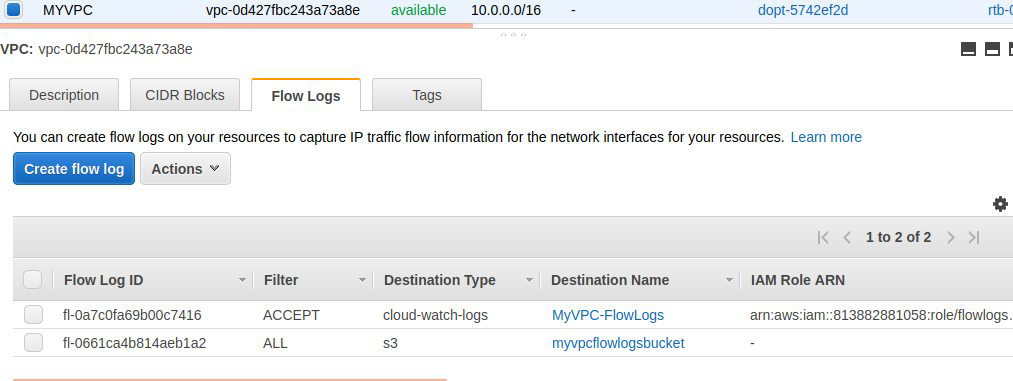 MYVPC vpc-0d427fbc243a73a8e available 10.0.0.0/16 - dopt-5742ef2d rtb-0
VPC: vpc-0d427fbc243a73a8e
Description CIDR Blocks Flow Logs Tags
You can create flow logs on your resources to capture IP traffic flow information for the network interfaces for your resources. Learn more
Create flow log Actions
1 to 2 of 2
Flow Log ID Filter Destination Type Destination Name IAM Role ARN
fl-0a7c0fa69b00c7416 ACCEPT cloud-watch-logs MyVPC-FlowLogs arn:aws:iam::813882881058:role/flowlogs...
fl-0661ca4b814aeb1a2 ALL s3 myvpcflowlogsbucket -